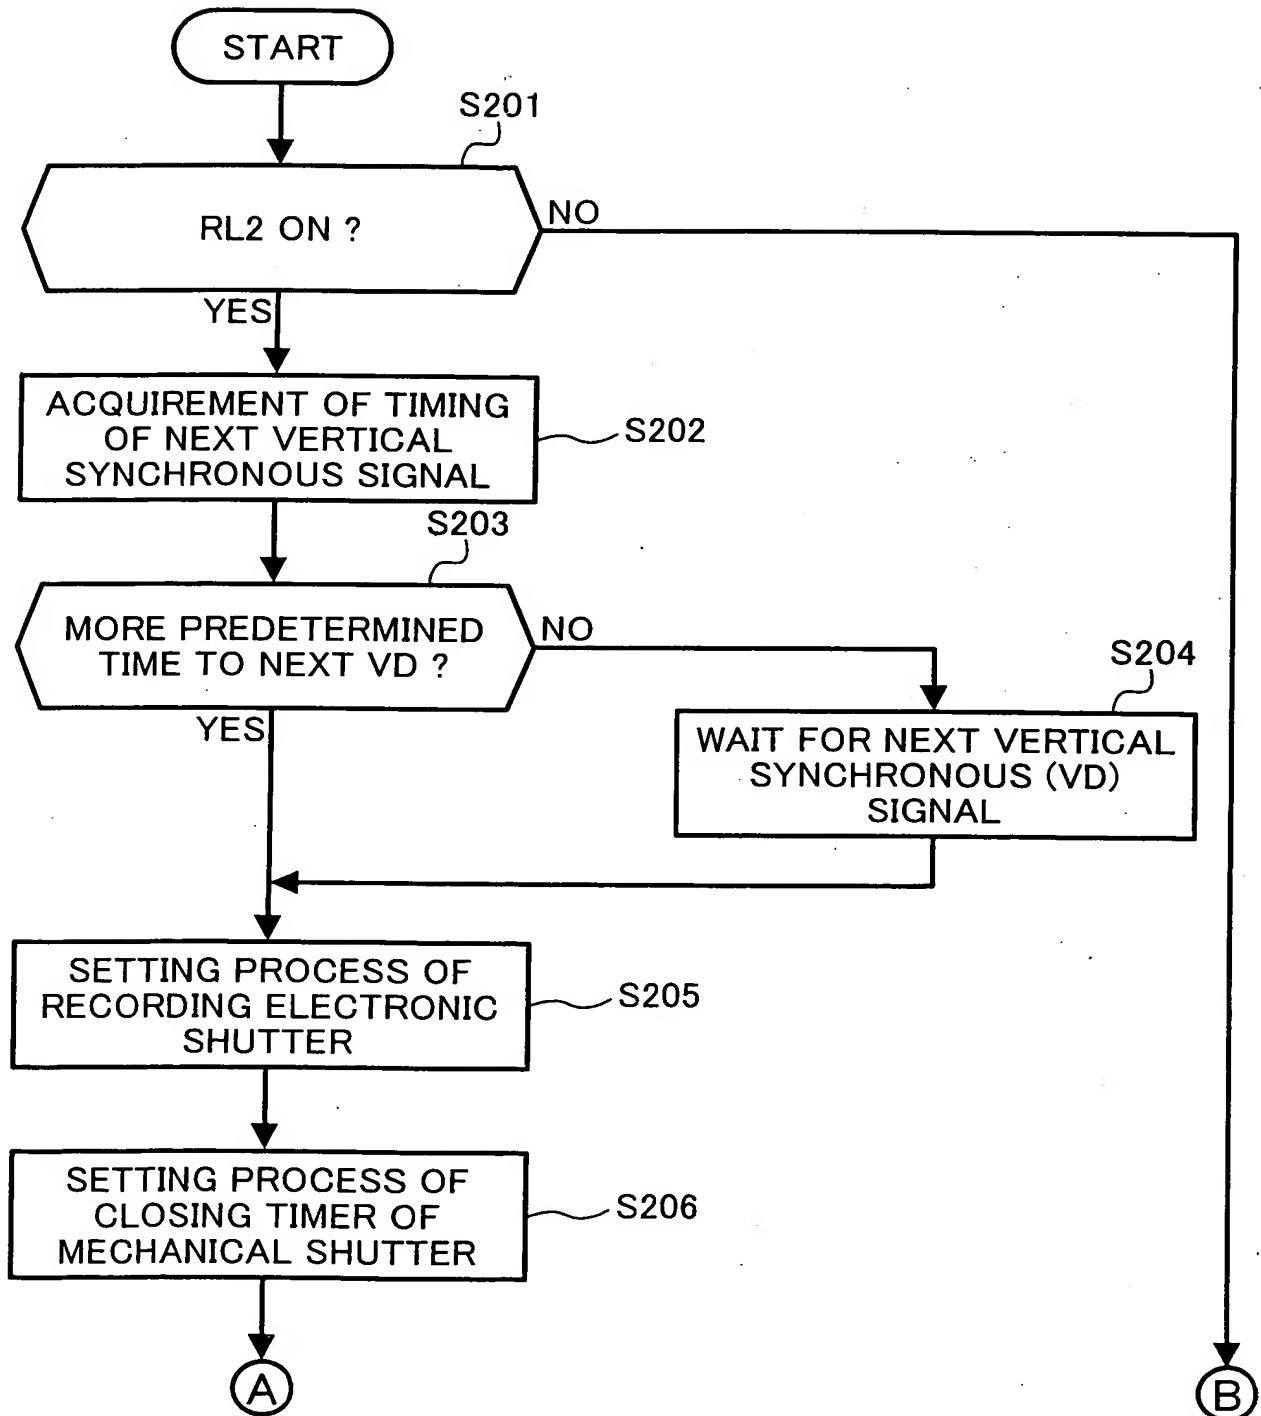 START
S201
RL2 ON ?
NO
YES
ACQUIREMENT OF TIMING
OF NEXT VERTICAL
SYNCHRONOUS SIGNAL
S202
S203
MORE PREDETERMINED
TIME TO NEXT VD ?
NO
YES
S204
WAIT FOR NEXT VERTICAL
SYNCHRONOUS (VD)
SIGNAL
SETTING PROCESS OF
RECORDING ELECTRONIC
SHUTTER
S205
SETTING PROCESS OF
CLOSING TIMER OF
MECHANICAL SHUTTER
S206
A
B